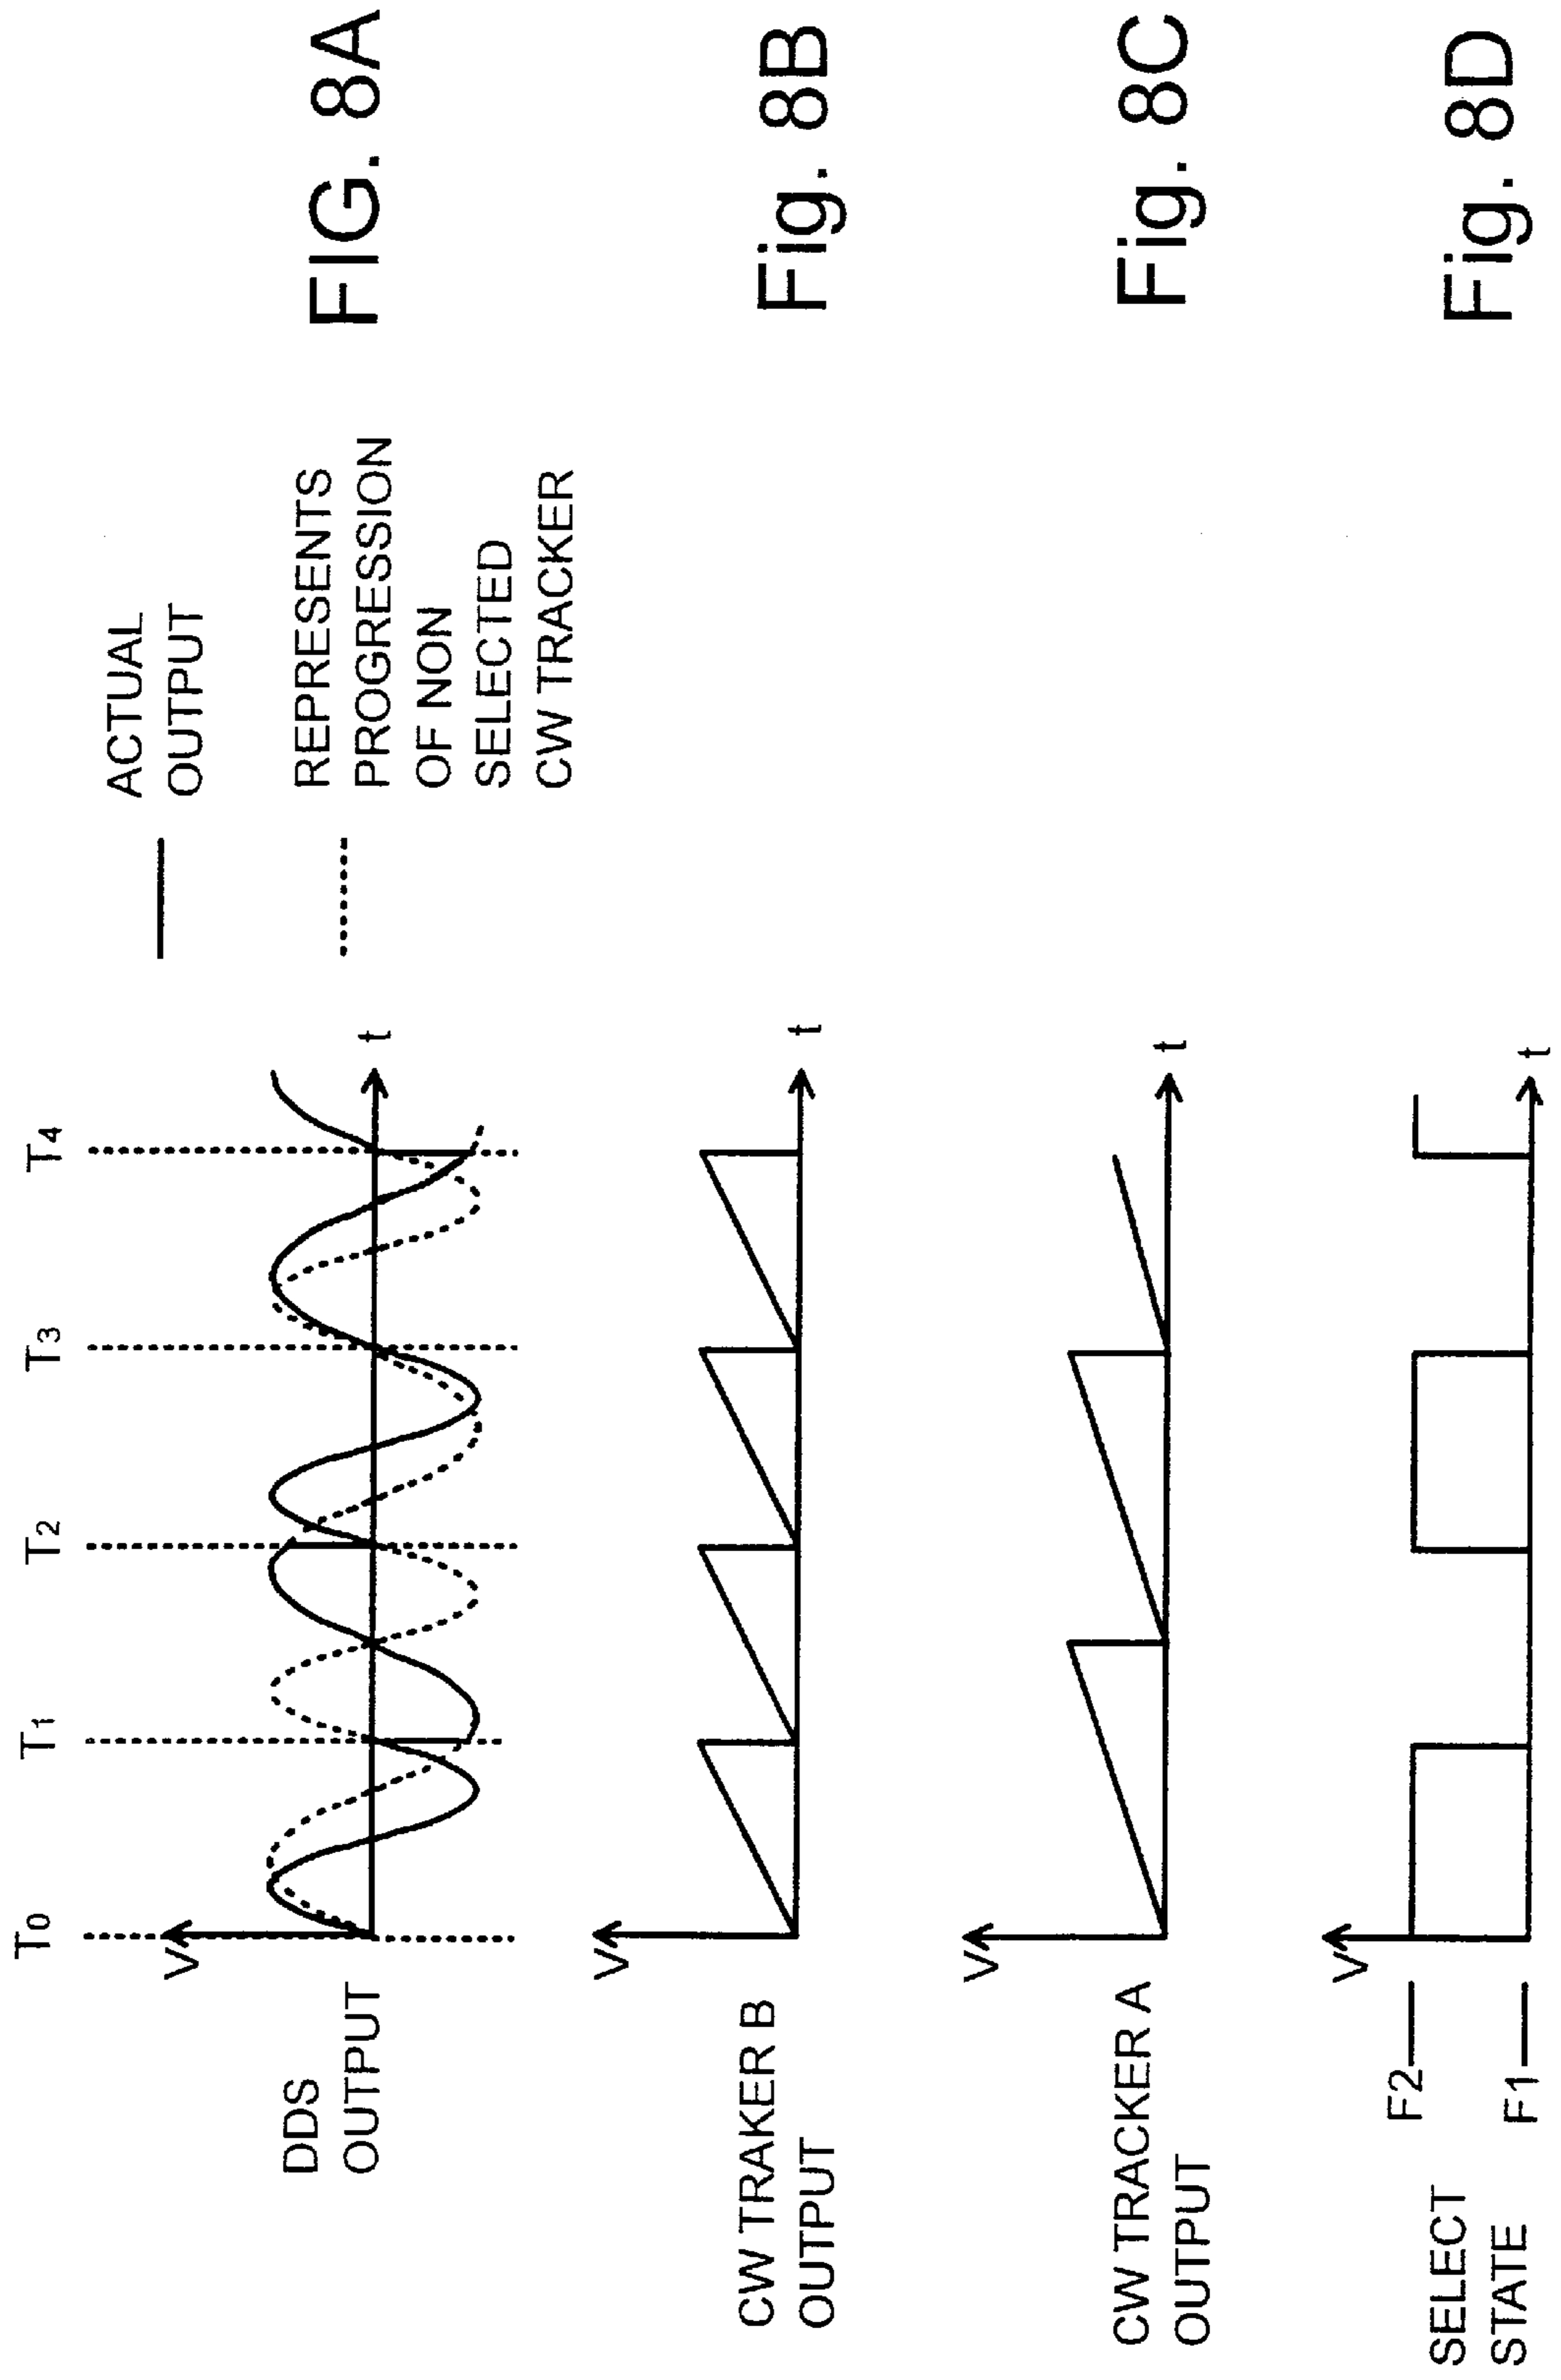 T0
T1
T2
T3
T4
V
DDS
OUTPUT
t
ACTUAL
OUTPUT
REPRESENTS
PROGRESSION
OF NON
SELECTED
CW TRACKER
FIG. 8A
V
CW TRAKER B
OUTPUT
t
Fig. 8B
V
CW TRACKER A
OUTPUT
t
Fig. 8C
V
F2
F1
SELECT
STATE
t
Fig. 8D